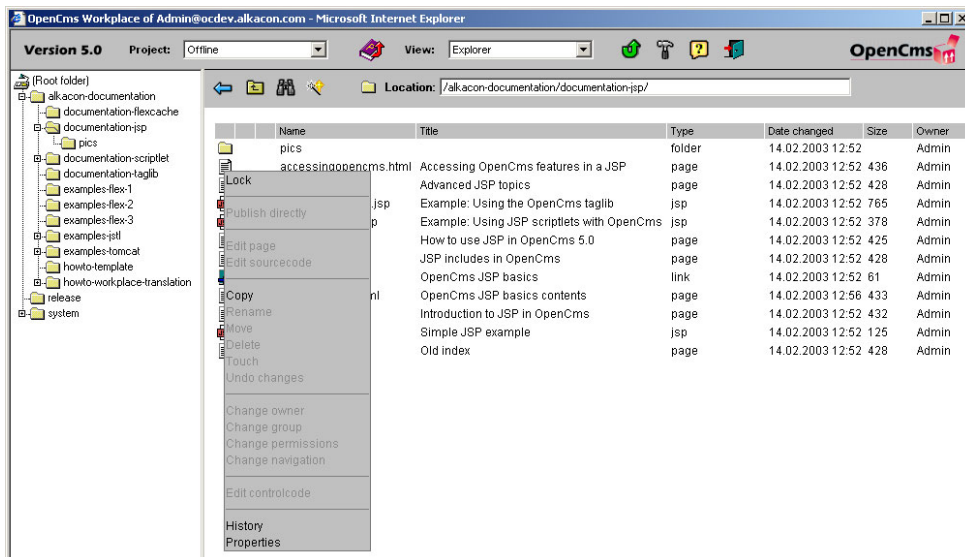 OpenCms Workplace of Admin@ocdev.alkacon.com - Microsoft Internet Explorer
Version 5.0 Project: Offline View: Explorer OpenCms
(Root folder)
alkacon-documentation
documentation-flexcache
documentation-jsp
pics
documentation-scriptlet
documentation-taglib
examples-flex-1
examples-flex-2
examples-flex-3
examples-jstl
examples-tomcat
howto-template
howto-workplace-translation
release
system
Location: /alkacon-documentation/documentation-jsp/
Name Title Type Date changed Size Owner
pics folder 14.02.2003 12:52 Admin
accessingopencms.html Accessing OpenCms features in a JSP page 14.02.2003 12:52 436 Admin
Advanced JSP topics page 14.02.2003 12:52 428 Admin
.jsp Example: Using the OpenCms taglib jsp 14.02.2003 12:52 765 Admin
p Example: Using JSP scriptlets with OpenCms jsp 14.02.2003 12:52 378 Admin
How to use JSP in OpenCms 5.0 page 14.02.2003 12:52 425 Admin
JSP includes in OpenCms page 14.02.2003 12:52 428 Admin
OpenCms JSP basics link 14.02.2003 12:52 61 Admin
ml OpenCms JSP basics contents page 14.02.2003 12:56 433 Admin
Introduction to JSP in OpenCms page 14.02.2003 12:52 432 Admin
Simple JSP example jsp 14.02.2003 12:52 125 Admin
Old index page 14.02.2003 12:52 428 Admin
Lock
Publish directly
Edit page
Edit sourcecode
Copy
Rename
Move
Delete
Touch
Undo changes
Change owner
Change group
Change permissions
Change navigation
Edit controlcode
History
Properties